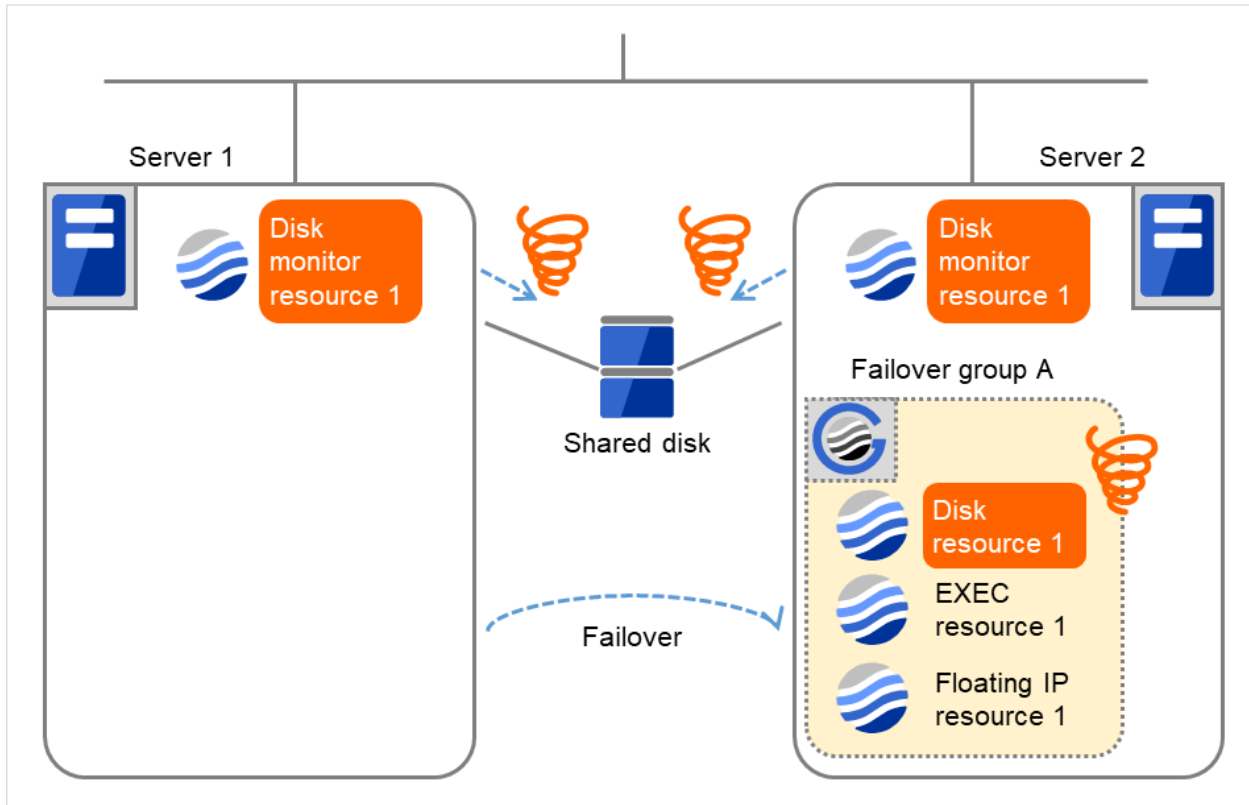 Server 1
Server 2
Disk
monitor
resource 1
Disk
monitor
resource 1
Shared disk
Failover group A
Disk
resource 1
EXEC
resource 1
Floating IP
resource 1
Failover